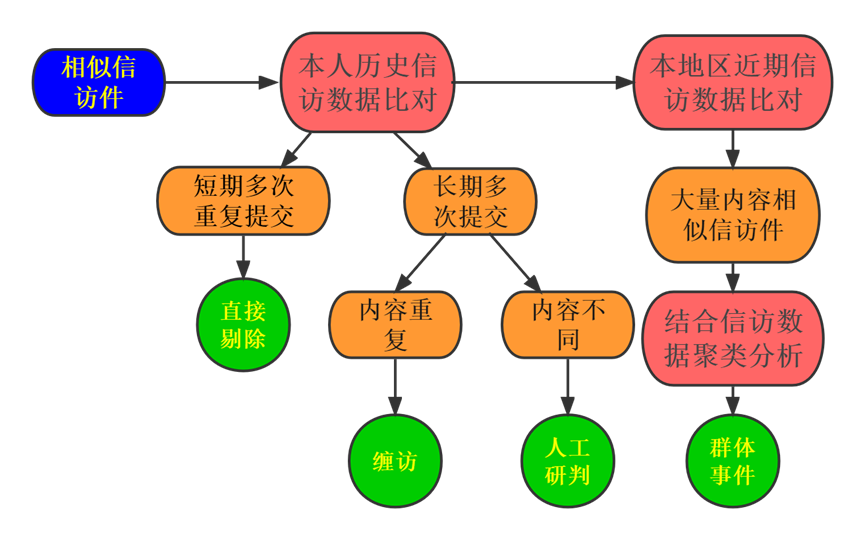 相似信
访件
本人历史信
访数据比对
本地区近期信
访数据比对
短期多次
重复提交
长期多
次提交
大量内容相
似信访件
直接
剔除
内容重
复
内容不
同
结合信访数
据聚类分析
缠访
人工
研判
群体
事件